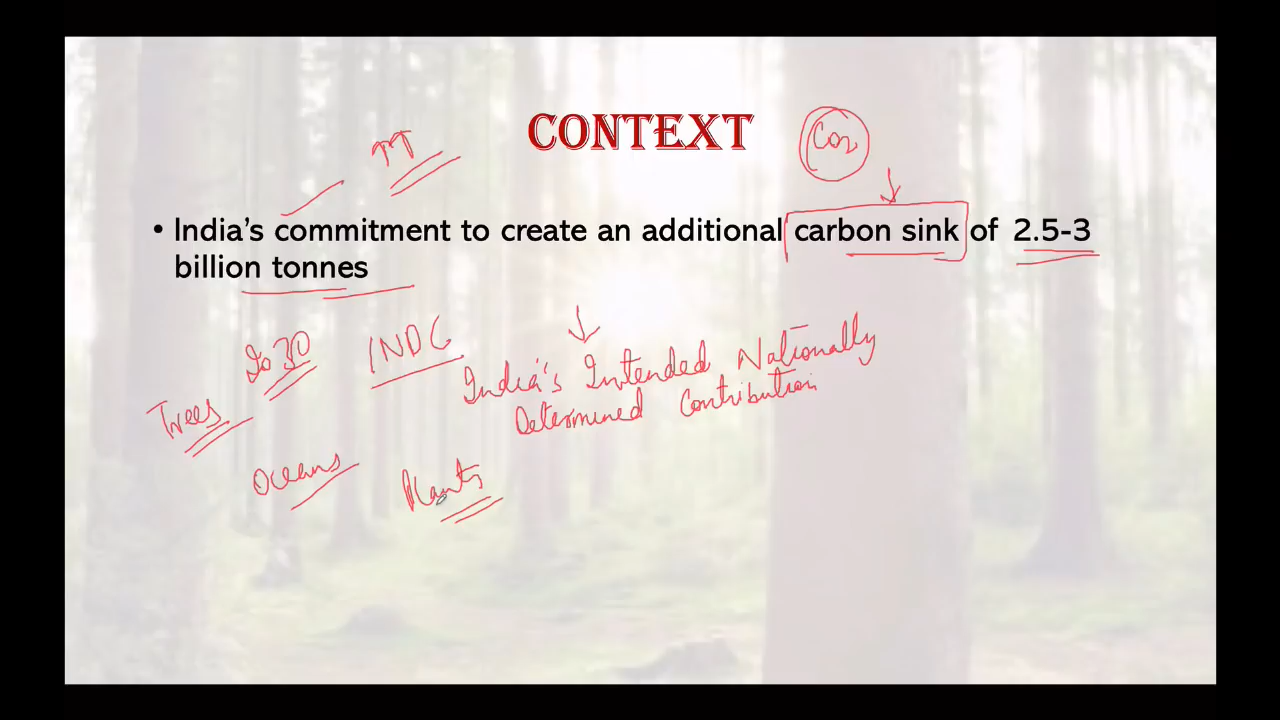 CONTEXT
CO2
• India's commitment to create an additional carbon sink of 2.5-3
billion tonnes
2030
INDC
India's Intended Nationally
Determined Contribution
Trees
Oceans
Plants